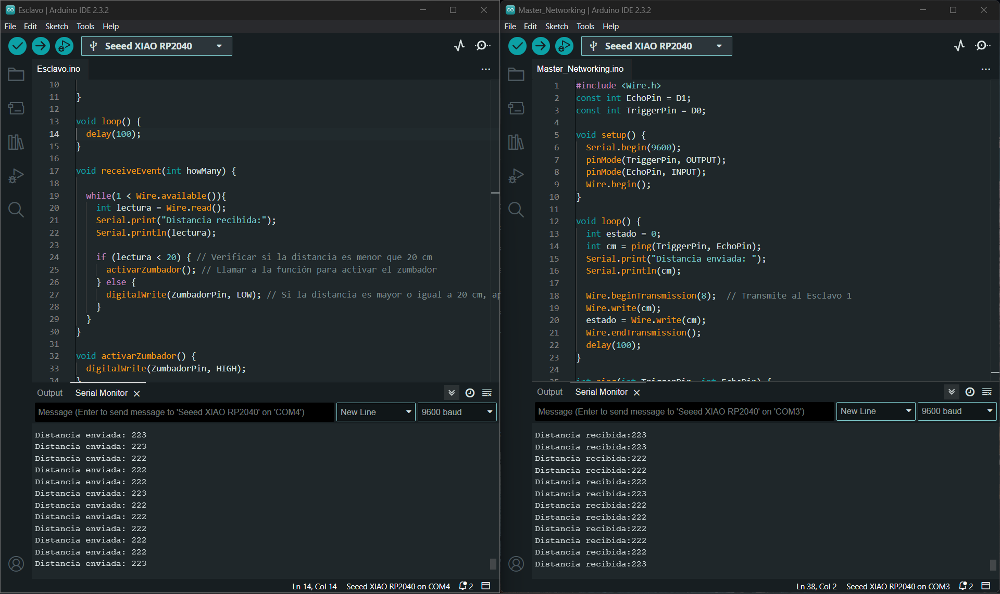 Esclavo | Arduino IDE 2.3.2
File Edit Sketch Tools Help
Seeed XIAO RP2040
Esclavo.ino
10
11 }
12
13 void loop() {
14 delay(100);
15 }
16
17 void receiveEvent(int howMany) {
18
19 while(1 < Wire.available()){
20 int lectura = Wire.read();
21 Serial.print("Distancia recibida:");
22 Serial.println(lectura);
23
24 if (lectura < 20) { // Verificar si la distancia es menor que 20 cm
25 activarZumbador(); // Llamar a la función para activar el zumbador
26 } else {
27 digitalWrite(ZumbadorPin, LOW); // Si la distancia es mayor o igual a 20 cm, ap
28 }
29 }
30 }
31
32 void activarZumbador() {
33 digitalWrite(ZumbadorPin, HIGH);
34 }
Output Serial Monitor
Message (Enter to send message to 'Seeed XIAO RP2040' on 'COM4')
New Line
9600 baud
Distancia enviada: 223
Distancia enviada: 223
Distancia enviada: 222
Distancia enviada: 222
Distancia enviada: 222
Distancia enviada: 223
Distancia enviada: 222
Distancia enviada: 222
Distancia enviada: 222
Distancia enviada: 222
Distancia enviada: 222
Distancia enviada: 223
Ln 14, Col 14 Seeed XIAO RP2040 on COM4 2
Master_Networking | Arduino IDE 2.3.2
File Edit Sketch Tools Help
Seeed XIAO RP2040
Master_Networking.ino
1 #include <Wire.h>
2 const int EchoPin = D1;
3 const int TriggerPin = D0;
4
5 void setup() {
6 Serial.begin(9600);
7 pinMode(TriggerPin, OUTPUT);
8 pinMode(EchoPin, INPUT);
9 Wire.begin();
10 }
11
12 void loop() {
13 int estado = 0;
14 int cm = ping(TriggerPin, EchoPin);
15 Serial.print("Distancia enviada: ");
16 Serial.println(cm);
17
18 Wire.beginTransmission(8); // Transmite al Esclavo 1
19 Wire.write(cm);
20 estado = Wire.write(cm);
21 Wire.endTransmission();
22 delay(100);
23 }
24
25 int ping(int TriggerPin, int EchoPin) {
Output Serial Monitor
Message (Enter to send message to 'Seeed XIAO RP2040' on 'COM3')
New Line
9600 baud
Distancia recibida:223
Distancia recibida:223
Distancia recibida:222
Distancia recibida:222
Distancia recibida:222
Distancia recibida:223
Distancia recibida:222
Distancia recibida:222
Distancia recibida:222
Distancia recibida:222
Distancia recibida:222
Distancia recibida:223
Ln 38, Col 2 Seeed XIAO RP2040 on COM3 2